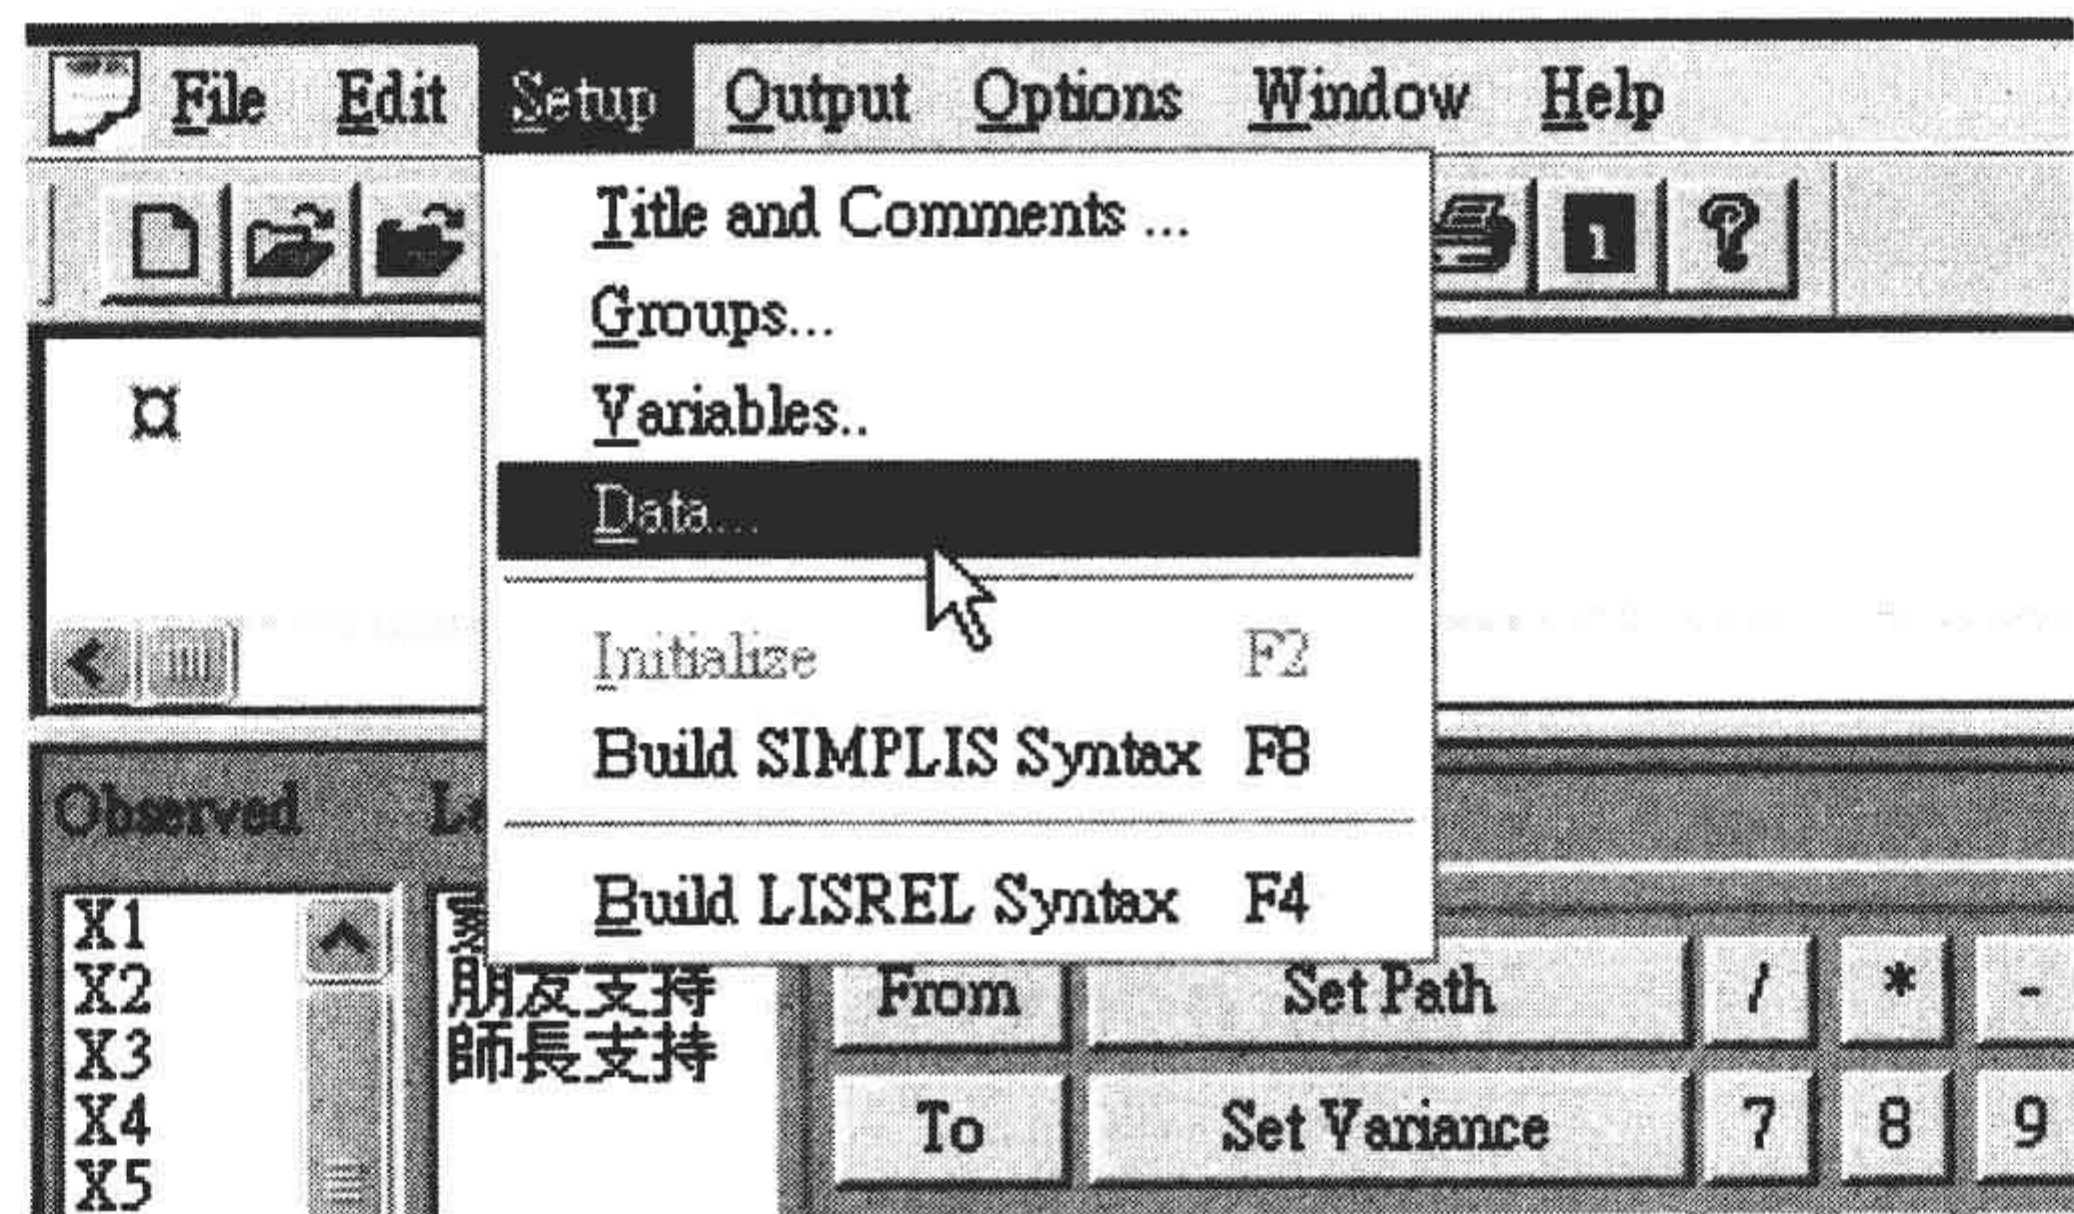 File Edit Setup Output Options Window Help
Title and Comments ...
Groups...
Variables..
Data...
Initialize F2
Build SIMPLIS Syntax F8
Build LISREL Syntax F4
1 ?
¤
Observed
X1
X2
X3
X4
X5
朋友支持
師長支持
From Set Path / * -
To Set Variance 7 8 9